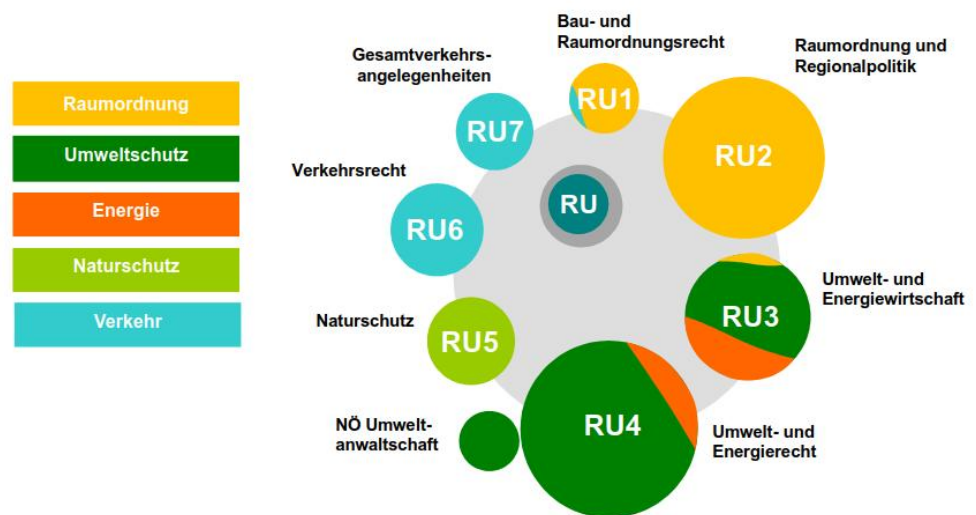 Raumordnung
Umweltschutz
Energie
Naturschutz
Verkehr
Bau- und
Raumordnungsrecht
RU1
Raumordnung und
Regionalpolitik
RU2
Gesamtverkehrs-
angelegenheiten
RU7
Verkehrsrecht
RU6
RU
Umwelt- und
Energiewirtschaft
RU3
Naturschutz
RU5
NÖ Umwelt-
anwaltschaft
RU4
Umwelt- und
Energierecht